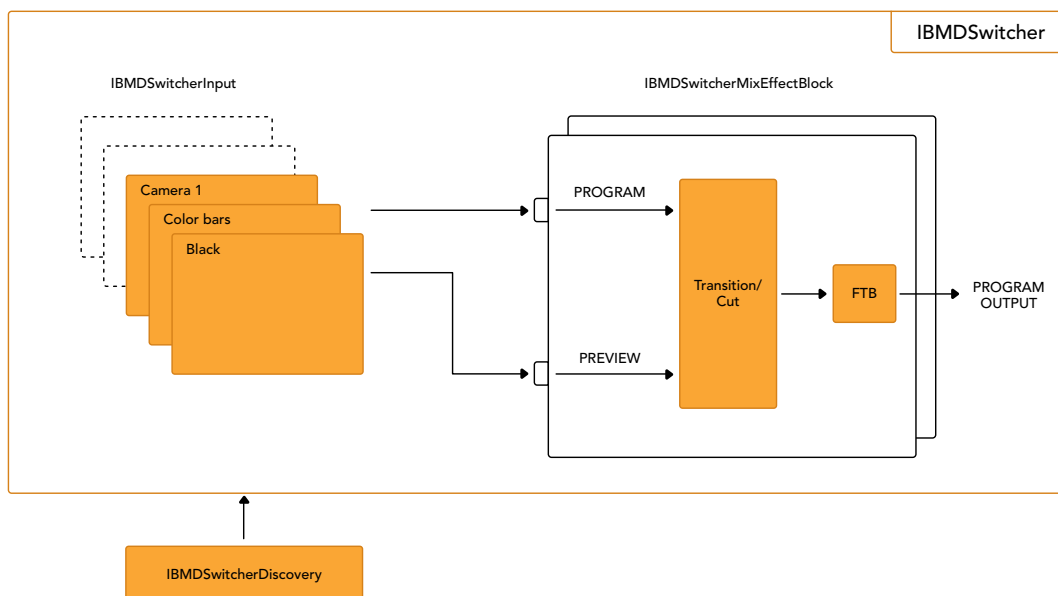 IBMDSwitcher
IBMDSwitcherInput
IBMDSwitcherMixEffectBlock
Camera 1
Color bars
Black
PROGRAM
PREVIEW
Transition/
Cut
FTB
PROGRAM
OUTPUT
IBMDSwitcherDiscovery